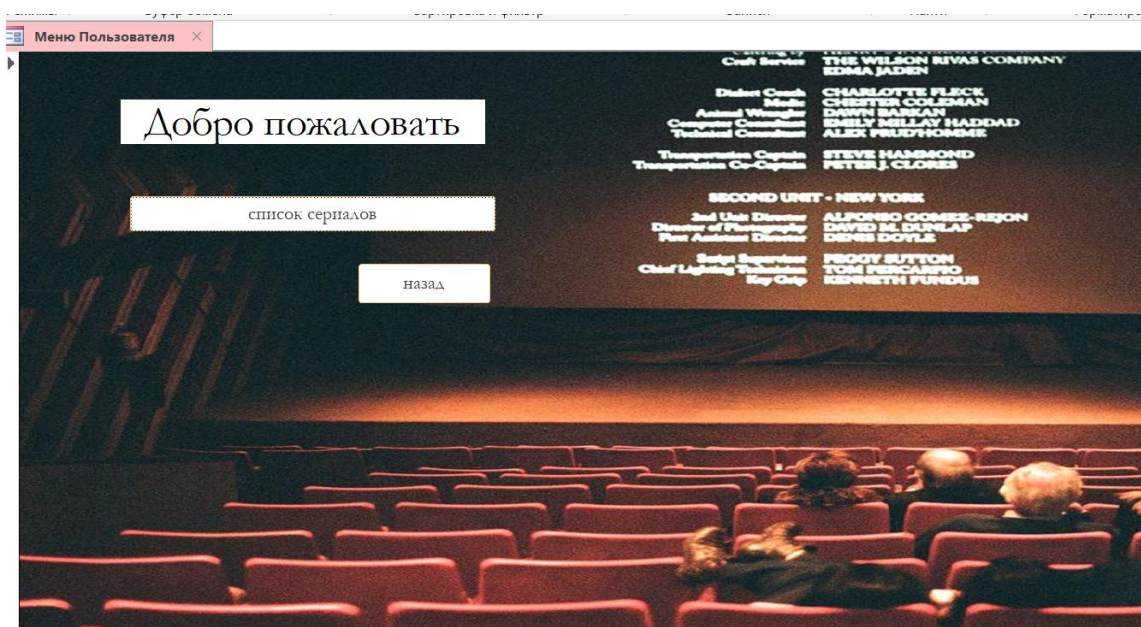 Меню Пользователя
Добро пожаловать
список сериалов
назад
Craft Service THE WILSON RIVAS COMPANY
EDMA JADEN
Dialect Coach CHARLOTTE FLECK
Medic CHESTER COLEMAN
Animal Wrangler DAWN BARKAN
Computer Consultant EMILY MILLAY HADDAD
Technical Consultant ALEX PRUD'HOMME
Transportation Captain STEVE HAMMOND
Transportation Co-Captain PETER J. CLORES
SECOND UNIT - NEW YORK
2nd Unit Director ALFONSO GOMEZ-REJON
Director of Photography DAVID M. DUNLAP
First Assistant Director DENIS DOYLE
Script Supervisor PEGGY SUTTON
Chief Lighting Technician TOM PERCARPIO
Key Grip KENNETH FUNDUS